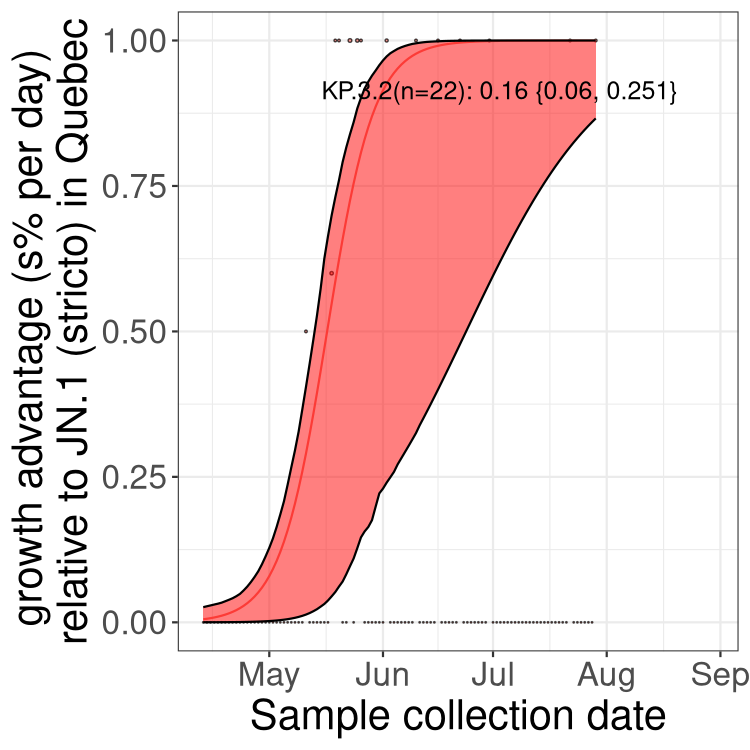 growth advantage (s% per day)
relative to JN.1 (stricto) in Quebec
1.00
0.75
0.50
0.25
0.00
KP.3.2(n=22): 0.16 {0.06, 0.251}
May
Jun
Jul
Aug
Sep
Sample collection date